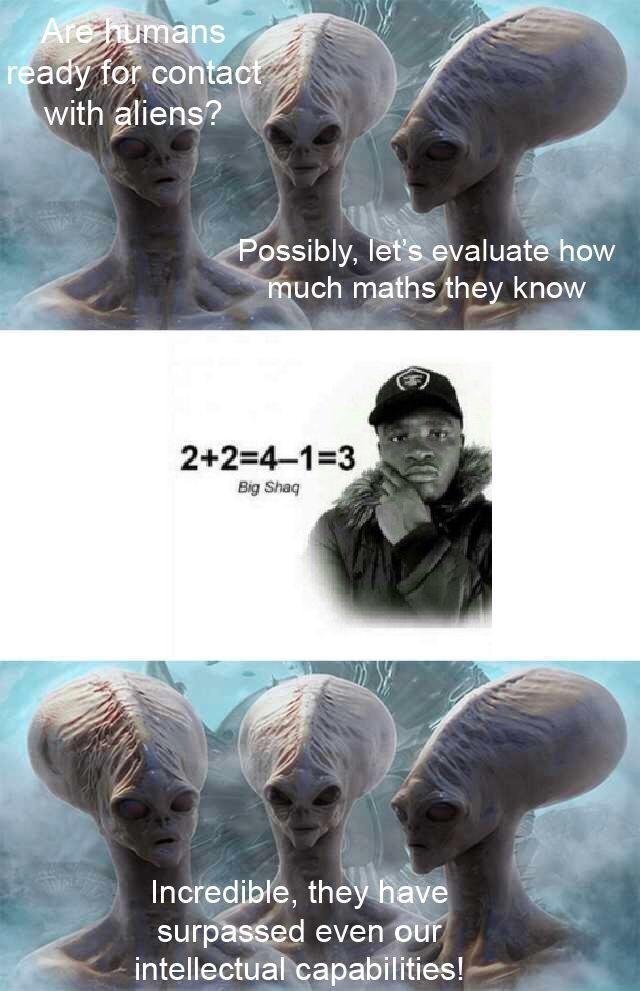 Are humans
ready for contact
with aliens?
Possibly, let's evaluate how
much maths they know
2+2=4–1=3
Big Shaq
Incredible, they have
surpassed even our
intellectual capabilities!